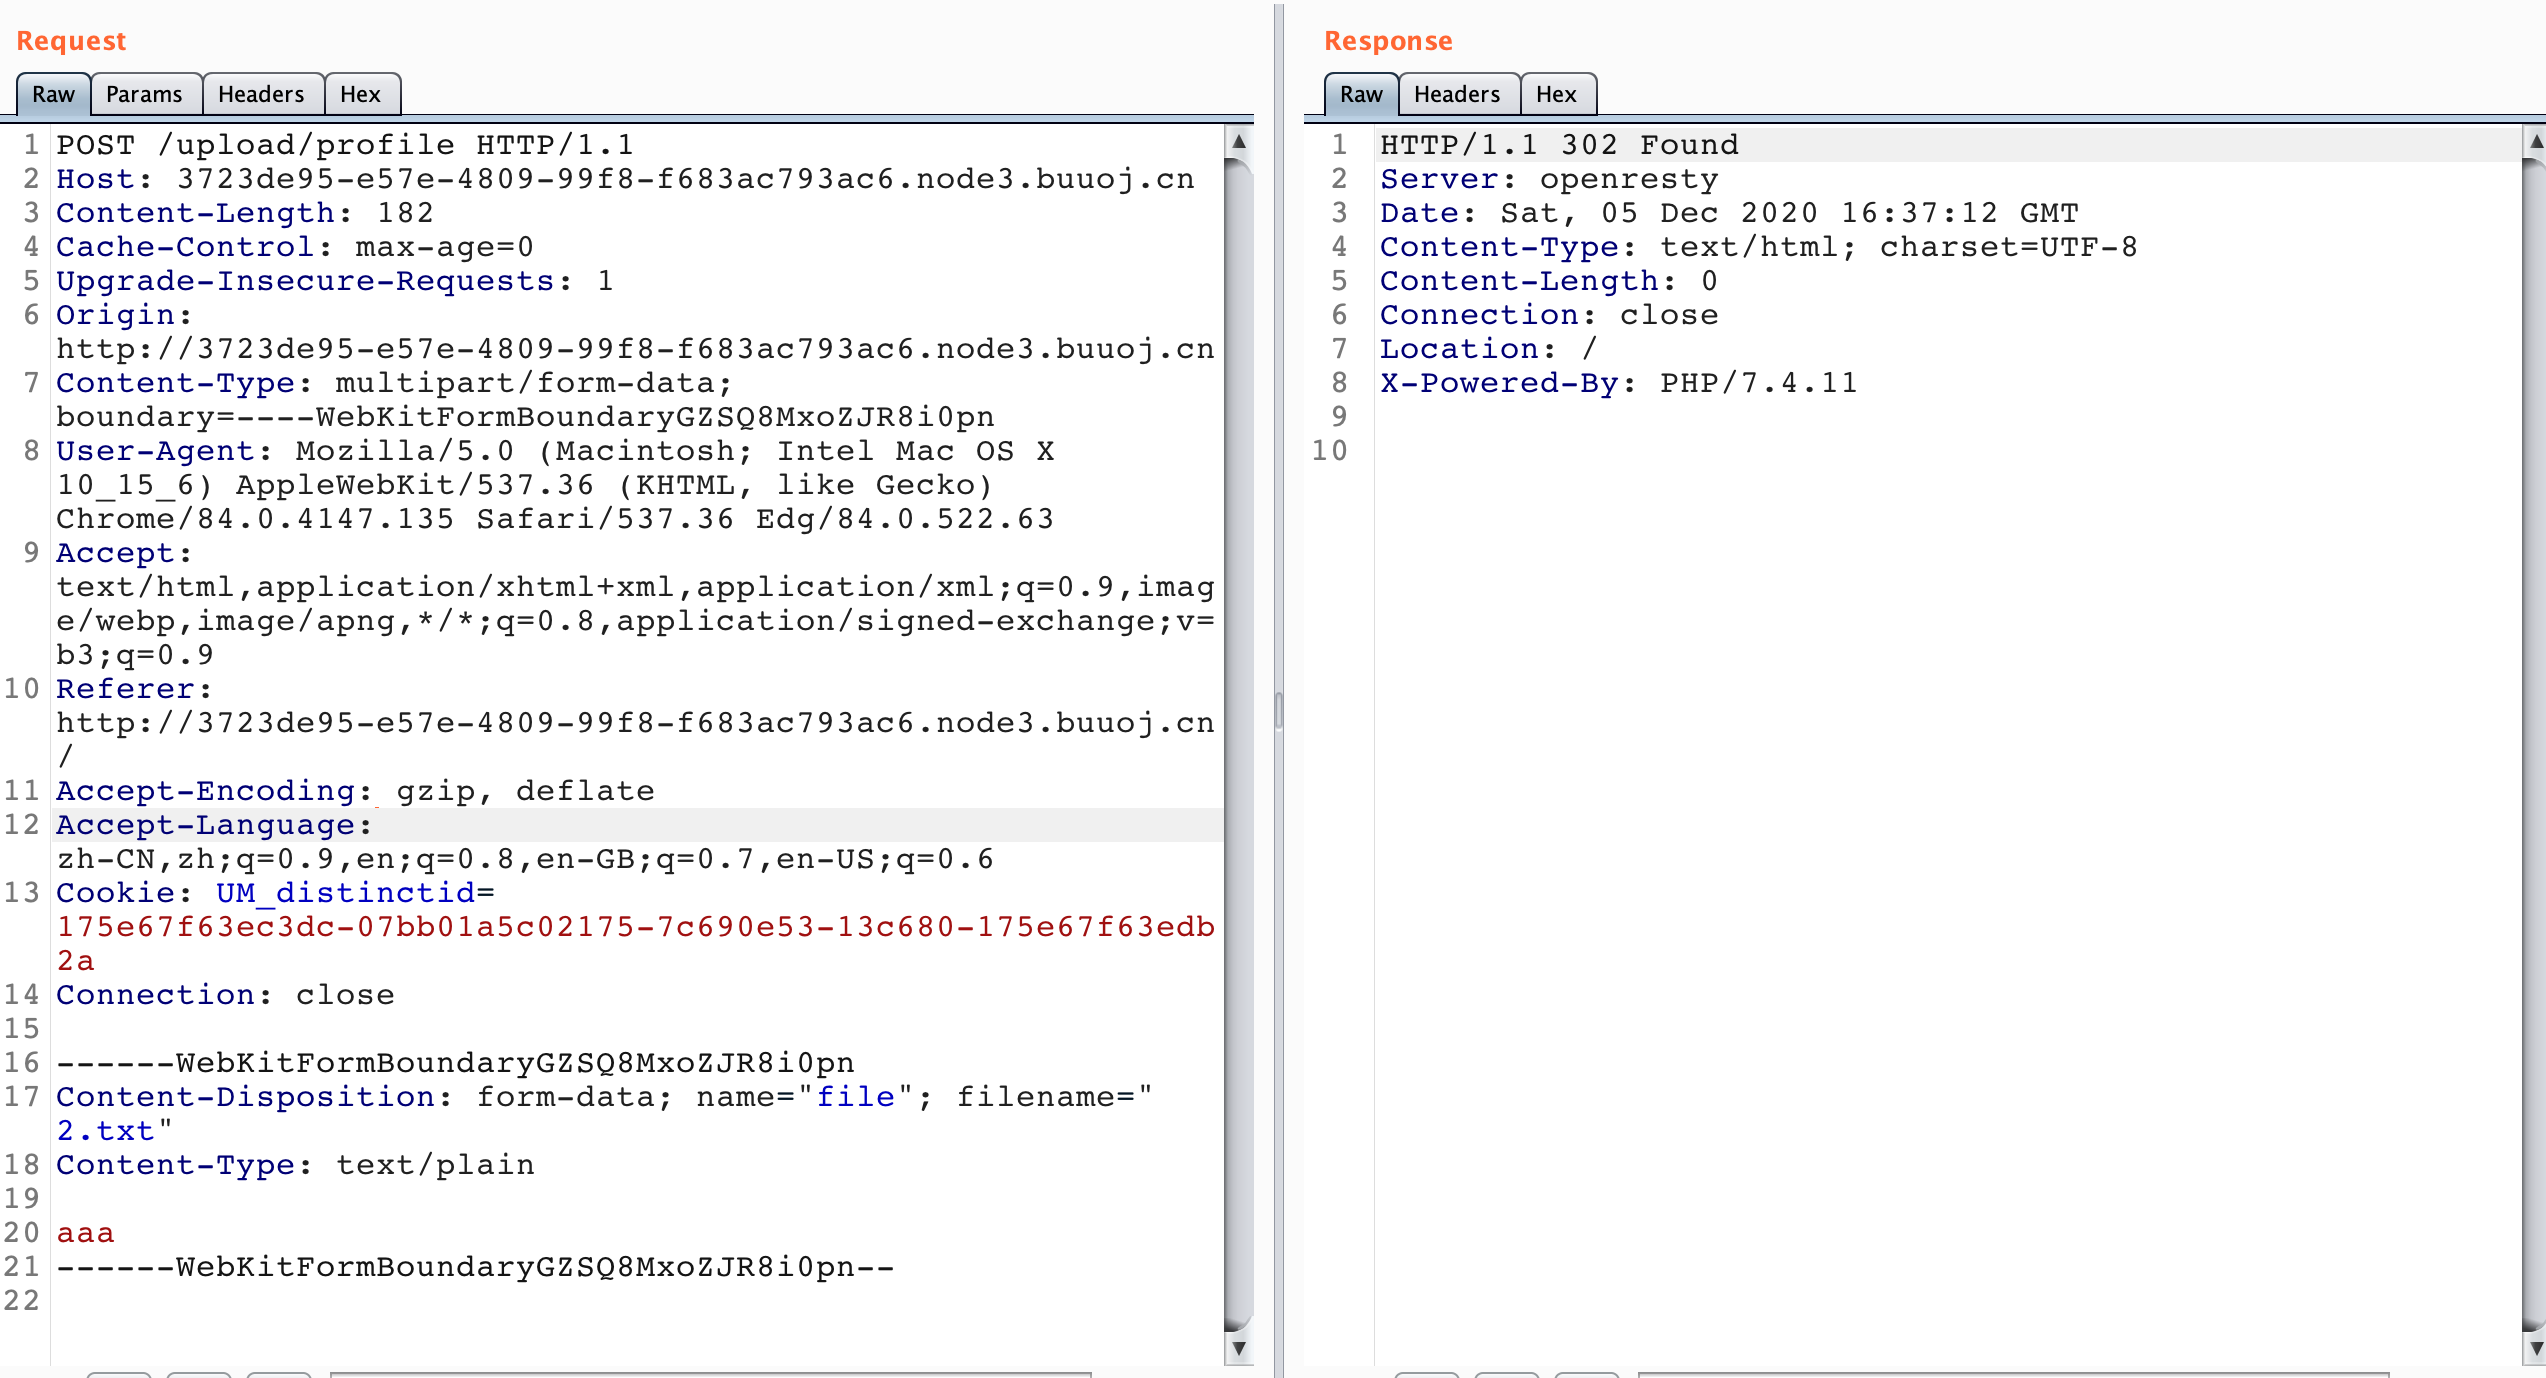 Request
Raw Params Headers Hex
1 POST /upload/profile HTTP/1.1
2 Host: 3723de95-e57e-4809-99f8-f683ac793ac6.node3.buuoj.cn
3 Content-Length: 182
4 Cache-Control: max-age=0
5 Upgrade-Insecure-Requests: 1
6 Origin:
http://3723de95-e57e-4809-99f8-f683ac793ac6.node3.buuoj.cn
7 Content-Type: multipart/form-data;
boundary=----WebKitFormBoundaryGZSQ8MxoZJR8i0pn
8 User-Agent: Mozilla/5.0 (Macintosh; Intel Mac OS X
10_15_6) AppleWebKit/537.36 (KHTML, like Gecko)
Chrome/84.0.4147.135 Safari/537.36 Edg/84.0.522.63
9 Accept:
text/html,application/xhtml+xml,application/xml;q=0.9,imag
e/webp,image/apng,*/*;q=0.8,application/signed-exchange;v=
b3;q=0.9
10 Referer:
http://3723de95-e57e-4809-99f8-f683ac793ac6.node3.buuoj.cn
/
11 Accept-Encoding: gzip, deflate
12 Accept-Language:
zh-CN,zh;q=0.9,en;q=0.8,en-GB;q=0.7,en-US;q=0.6
13 Cookie: UM_distinctid=
175e67f63ec3dc-07bb01a5c02175-7c690e53-13c680-175e67f63edb
2a
14 Connection: close
15
16 ------WebKitFormBoundaryGZSQ8MxoZJR8i0pn
17 Content-Disposition: form-data; name="file"; filename="
2.txt"
18 Content-Type: text/plain
19
20 aaa
21 ------WebKitFormBoundaryGZSQ8MxoZJR8i0pn--
22
Response
Raw Headers Hex
1 HTTP/1.1 302 Found
2 Server: openresty
3 Date: Sat, 05 Dec 2020 16:37:12 GMT
4 Content-Type: text/html; charset=UTF-8
5 Content-Length: 0
6 Connection: close
7 Location: /
8 X-Powered-By: PHP/7.4.11
9
10